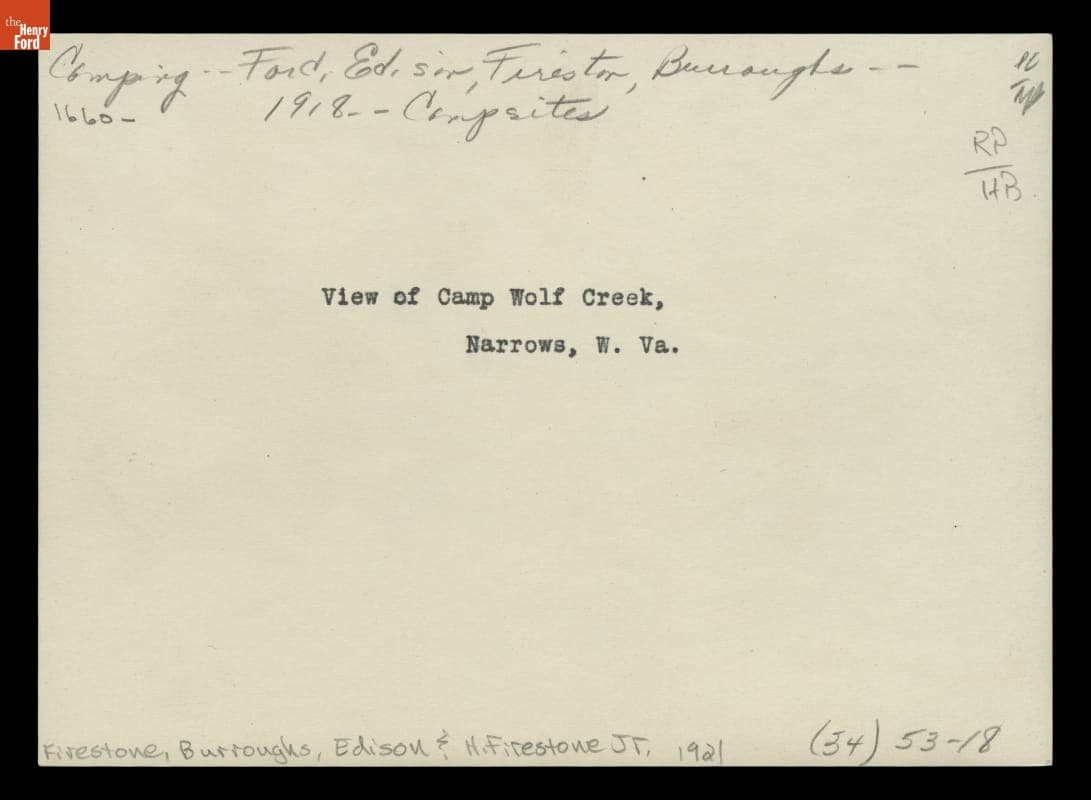 the
Henry
Ford
Camping -- Ford, Edison, Firestone, Burroughs --
1660- 1918 -- Campsites
RP
HB
View of Camp Wolf Creek,
Narrows, W. Va.
Firestone, Burroughs, Edison & H. Firestone Jr. 1921 (34) 53-18